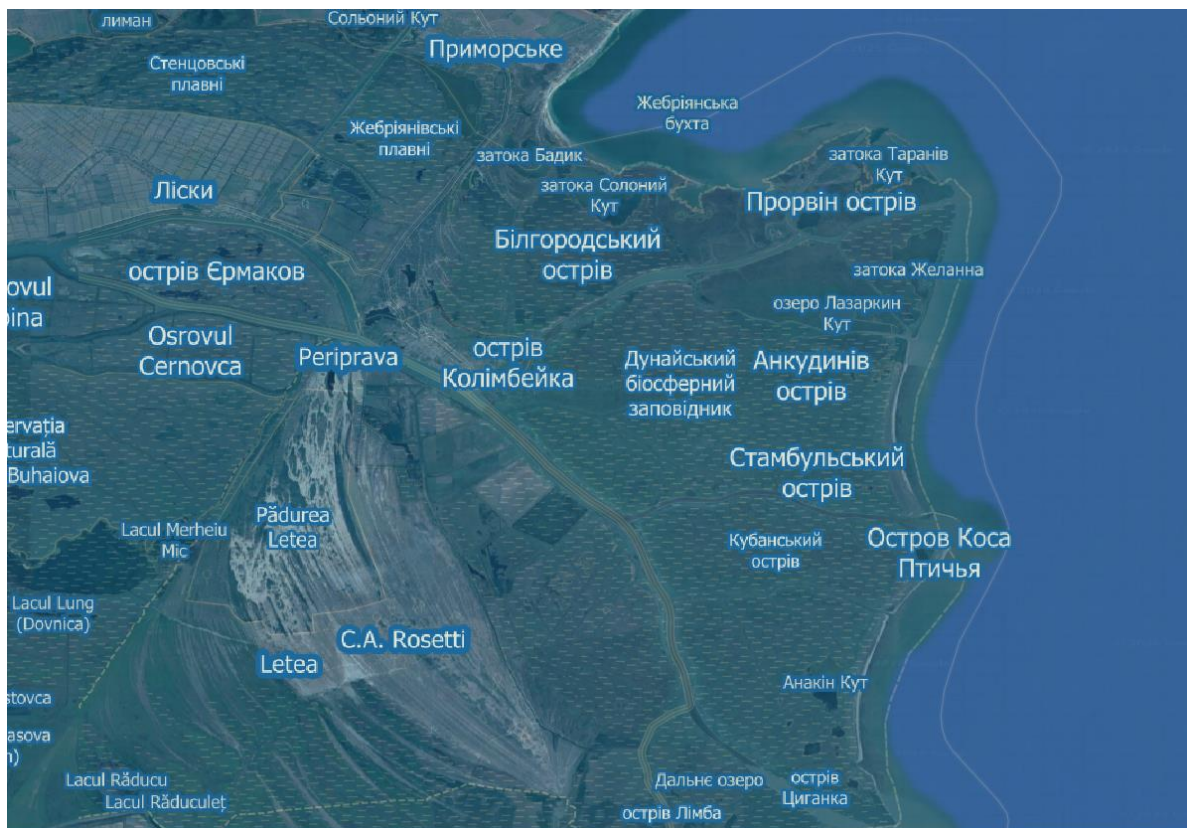 лиман
Сольоний Кут
Приморське
Стенцовські
плавні
Жебріянська
бухта
Жебріянівські
плавні
затока Бадик
затока Таранів
Кут
затока Солоний
Кут
Ліски
Прорвін острів
Білгородський
острів
острів Єрмаков
затока Желанна
ovul
bina
озеро Лазаркин
Кут
Osrovul
Cernovca
Periprava
острів
Колімбейка
Дунайський
біосферний
заповідник
Анкудинів
острів
ervația
turală
Buhaiova
Стамбульський
острів
Pădurea
Letea
Lacul Merheiu
Mic
Кубанський
острів
Остров Коса
Птичья
Lacul Lung
(Dovnica)
C.A. Rosetti
Letea
Анакін Кут
stovca
asova
n)
Lacul Răducu
Lacul Răduculeț
Дальнє озеро
острів
Циганка
острів Лімба